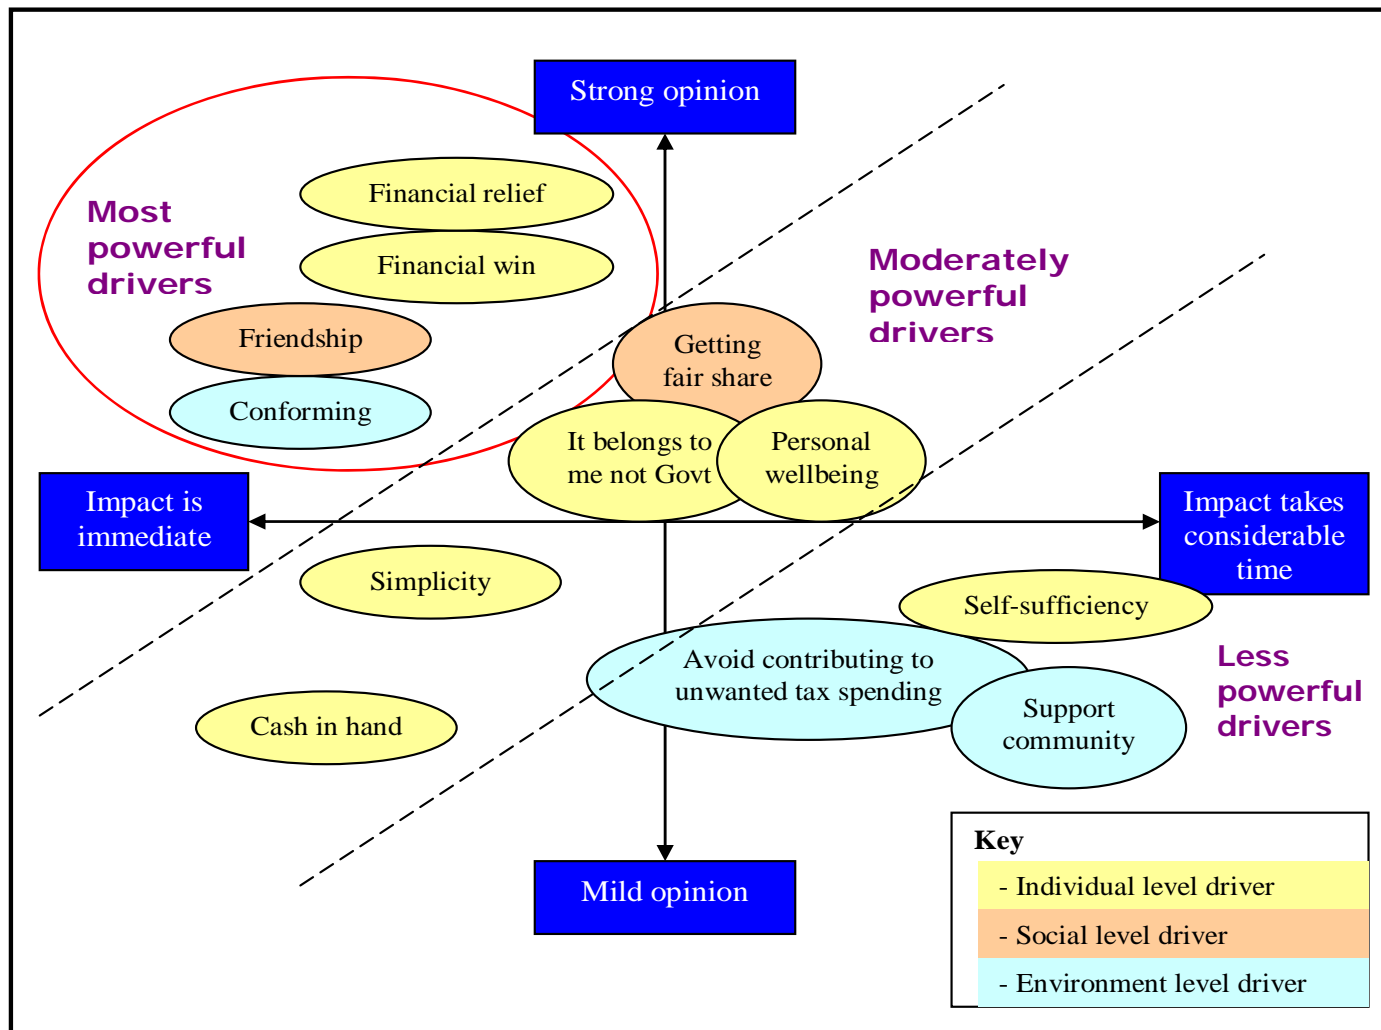 Strong opinion
Financial relief
Most
powerful
drivers
Financial win
Moderately
powerful
drivers
Friendship
Getting
fair share
Conforming
It belongs to
me not Govt
Personal
wellbeing
Impact is
immediate
Impact takes
considerable
time
Simplicity
Self-sufficiency
Avoid contributing to
unwanted tax spending
Less
powerful
drivers
Support
community
Cash in hand
Mild opinion
Key
- Individual level driver
- Social level driver
- Environment level driver